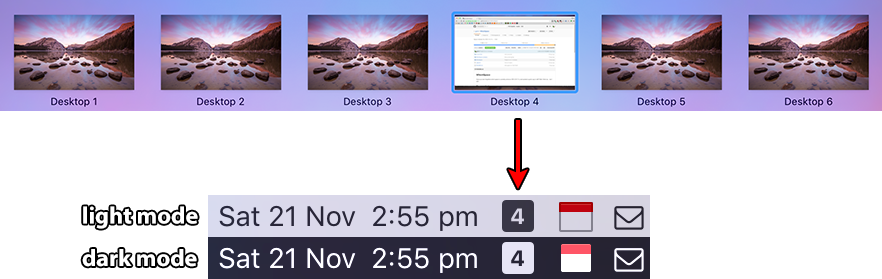 Desktop 1
Desktop 2
Desktop 3
Desktop 4
Desktop 5
Desktop 6
light mode
Sat 21 Nov 2:55 pm 4
dark mode
Sat 21 Nov 2:55 pm 4